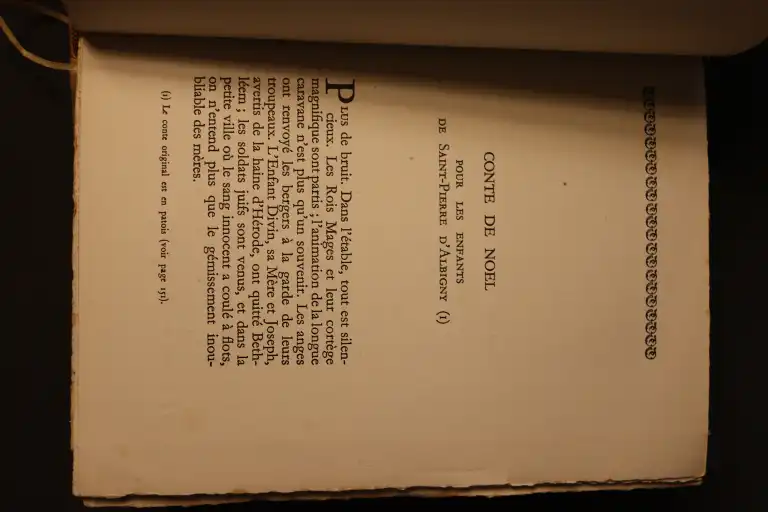 CONTE DE NOEL
POUR LES ENFANTS
DE SAINT-PIERRE D'ALBIGNY (1)
PLUS de bruit. Dans l'étable, tout est silen-
cieux. Les Rois Mages et leur cortège
magnifique sont partis ; l'animation de la longue
caravane n'est plus qu'un souvenir. Les anges
ont renvoyé les bergers à la garde de leurs
troupeaux. L'Enfant Divin, sa Mère et Joseph,
avertis de la haine d'Hérode, ont quitté Beth-
léem ; les soldats juifs sont venus, et dans la
petite ville où le sang innocent a coulé à flots,
on n'entend plus que le gémissement inou-
bliable des mères.
(1) Le conte original est en patois (voir page 151).